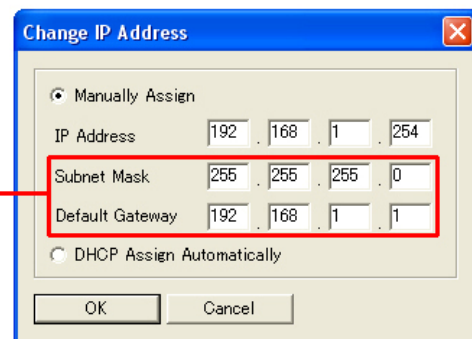 Change IP Address
Manually Assign
IP Address 192 . 168 . 1 . 254
Subnet Mask 255 . 255 . 255 . 0
Default Gateway 192 . 168 . 1 . 1
DHCP Assign Automatically
OK Cancel